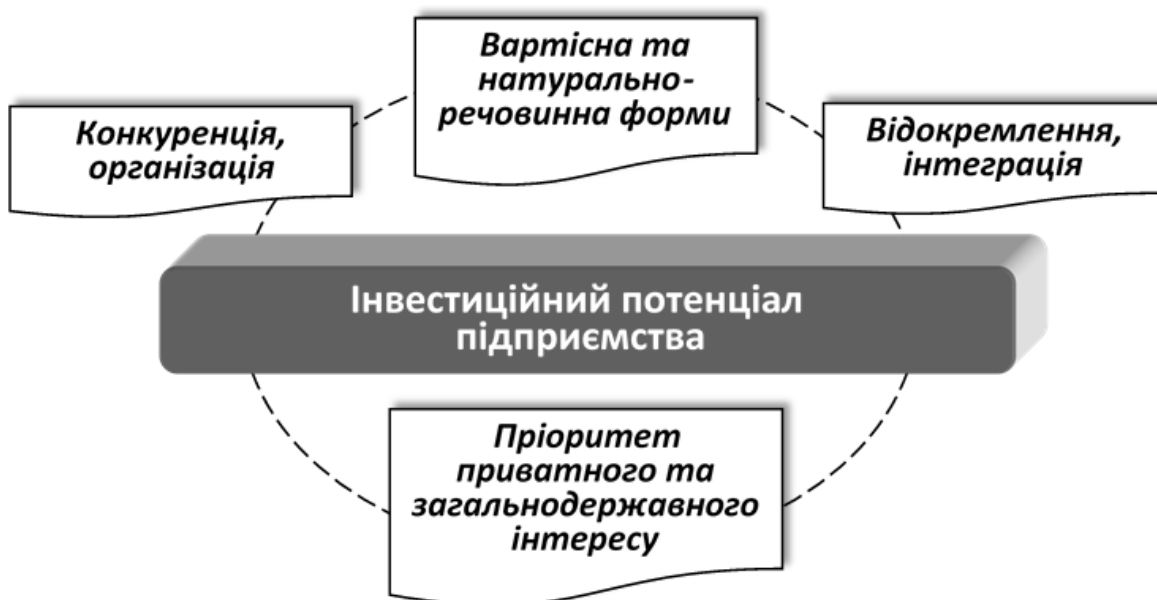 Вартісна та
натурально-
речовинна форми
Конкуренція,
організація
Відокремлення,
інтеграція
Інвестиційний потенціал
підприємства
Пріоритет
приватного та
загальнодержавного
інтересу